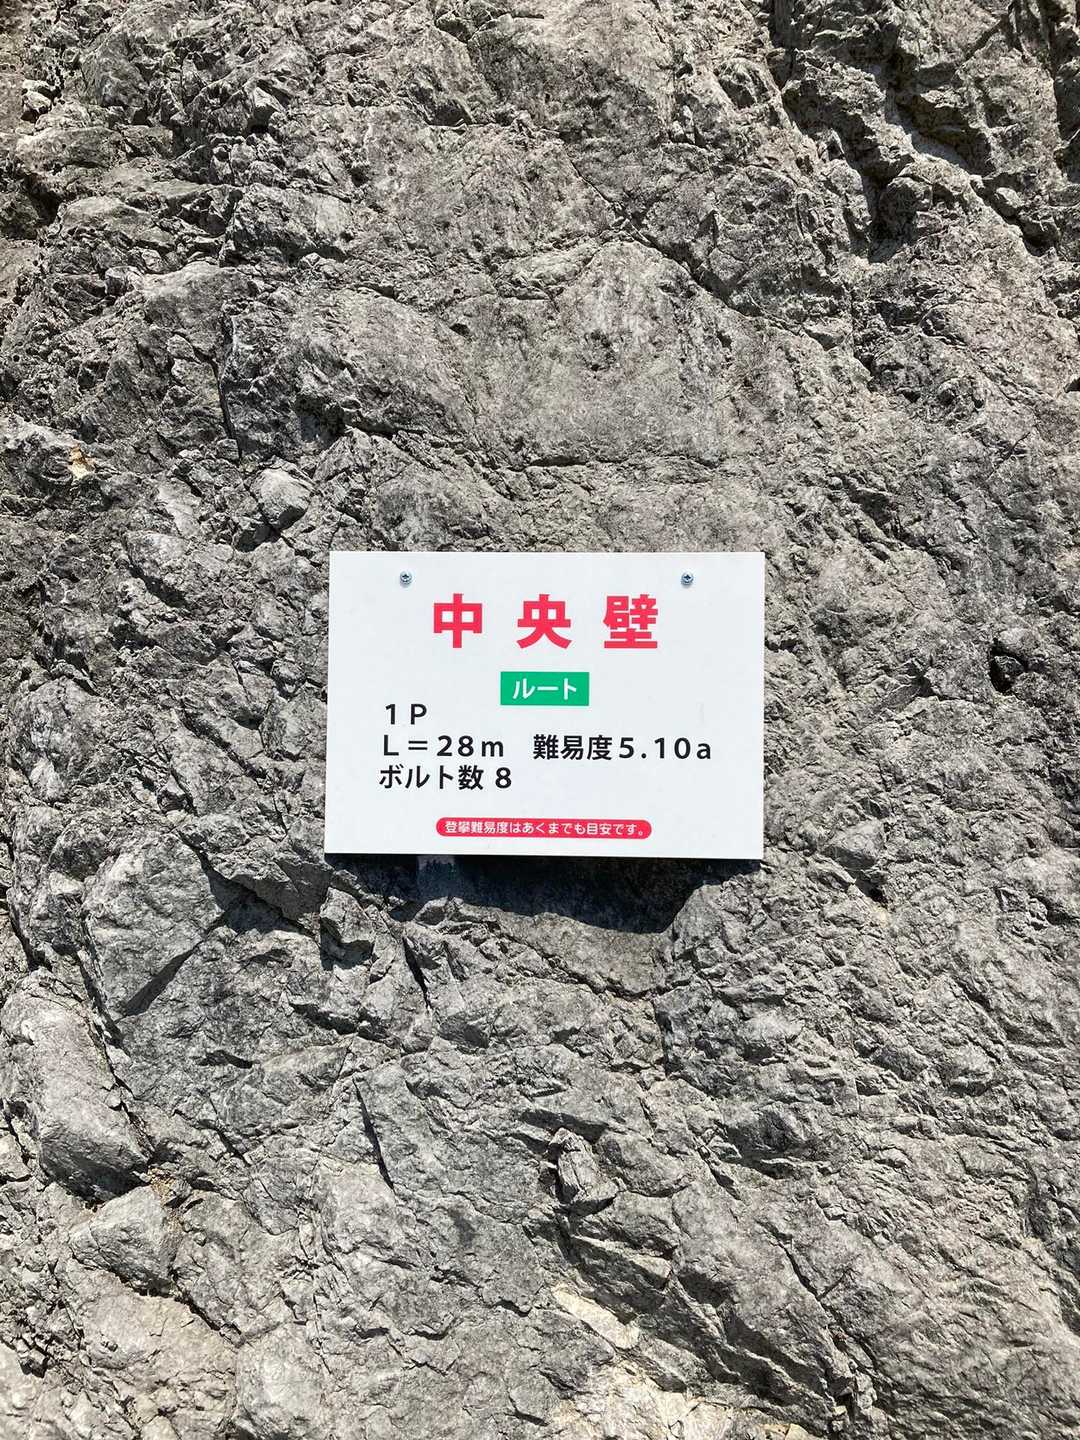 中央壁
ルート
1P
L=28m 難易度5.10a
ボルト数 8
登攀難易度はあくまでも目安です。